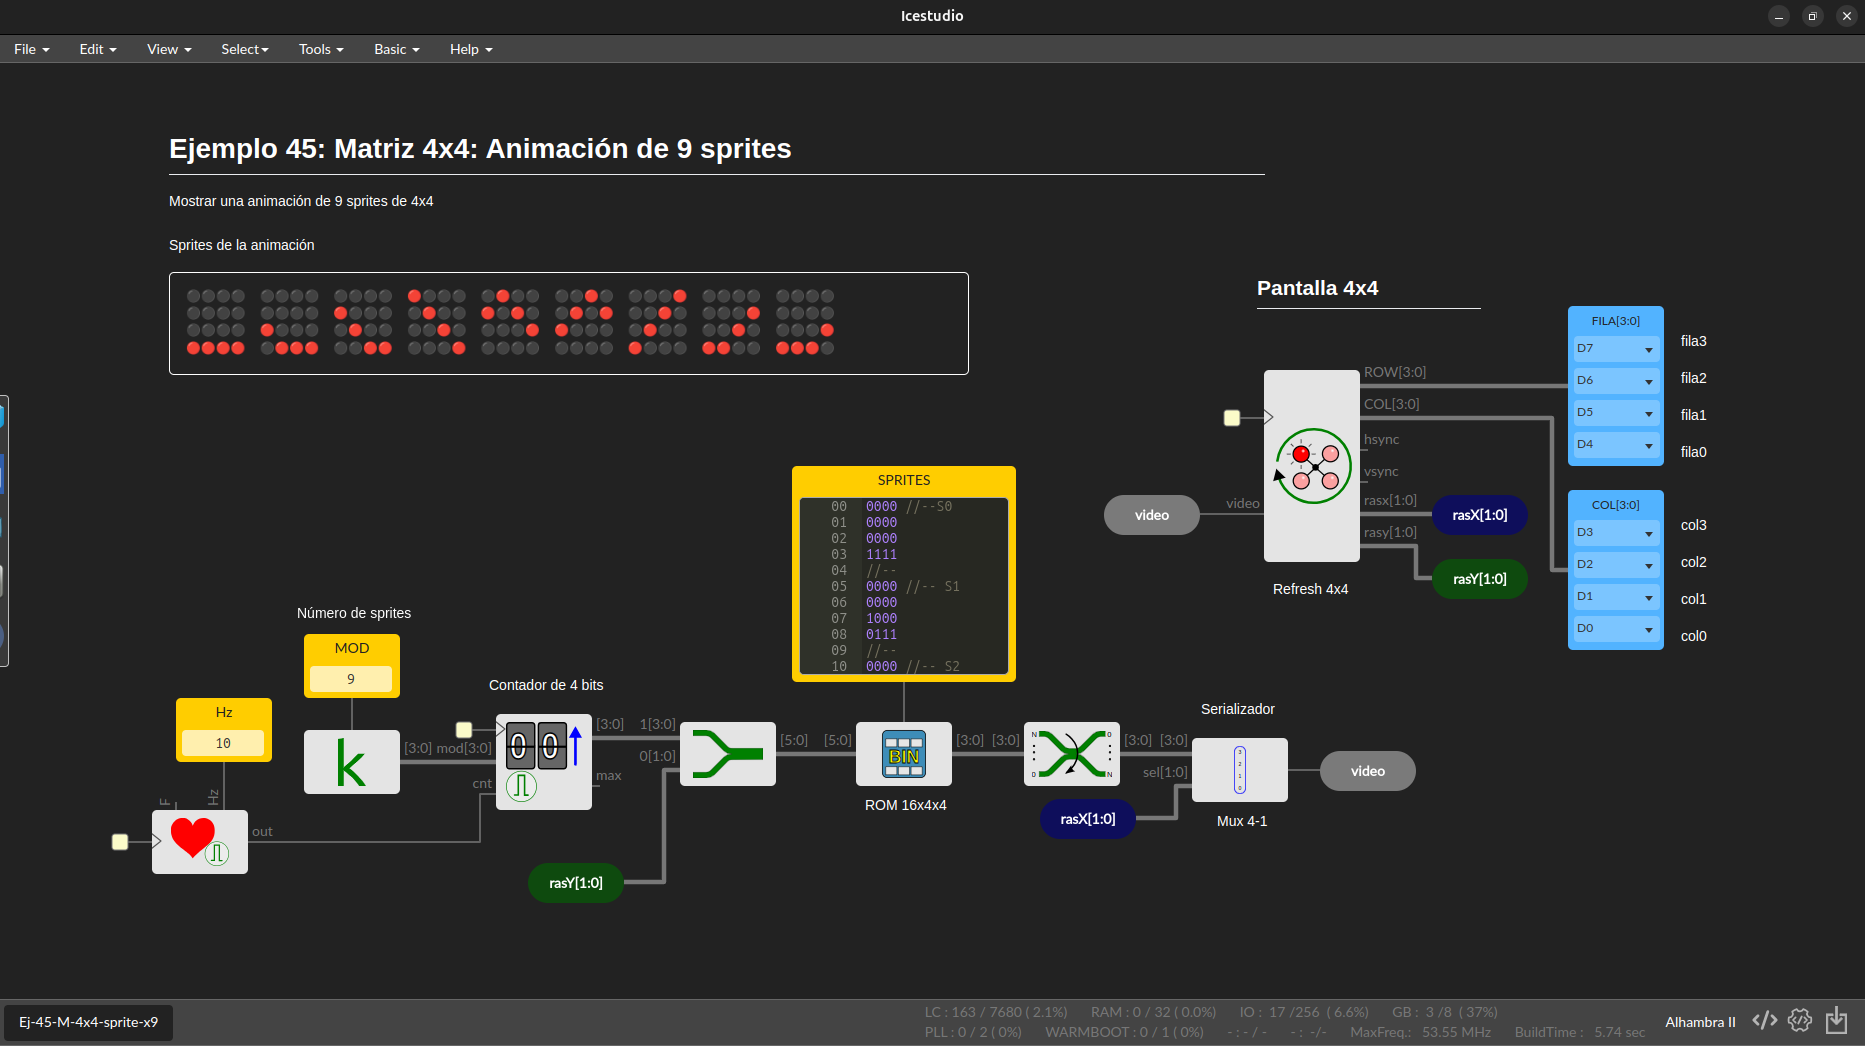 Icestudio
File Edit View Select Tools Basic Help
Ejemplo 45: Matriz 4x4: Animación de 9 sprites
Mostrar una animación de 9 sprites de 4x4
Sprites de la animación
Pantalla 4x4
FILA[3:0]
D7
D6
D5
D4
fila3
fila2
fila1
fila0
ROW[3:0]
COL[3:0]
hsync
vsync
rasx[1:0]
rasy[1:0]
video
video
rasX[1:0]
rasY[1:0]
Refresh 4x4
COL[3:0]
D3
D2
D1
D0
col3
col2
col1
col0
SPRITES
00 0000 //--S0
01 0000
02 0000
03 1111
04 //--
05 0000 //-- S1
06 0000
07 1000
08 0111
09 //--
10 0000 //-- S2
Número de sprites
MOD
9
Hz
10
k
[3:0] mod[3:0]
Contador de 4 bits
00
cnt
[3:0]
max
F
Hz
out
1[3:0]
0[1:0]
rasY[1:0]
[5:0] [5:0]
BIN
ROM 16x4x4
[3:0] [3:0]
N 0
0 N
[3:0] [3:0]
sel[1:0]
rasX[1:0]
Serializador
3
2
1
0
Mux 4-1
video
Ej-45-M-4x4-sprite-x9
LC : 163 / 7680 ( 2.1%) RAM : 0 / 32 ( 0.0%) IO : 17 /256 ( 6.6%) GB : 3 /8 ( 37%)
PLL : 0 / 2 ( 0%) WARMBOOT : 0 / 1 ( 0%) - : - / - - : -/- MaxFreq.: 53.55 MHz BuildTime : 5.74 sec
Alhambra II